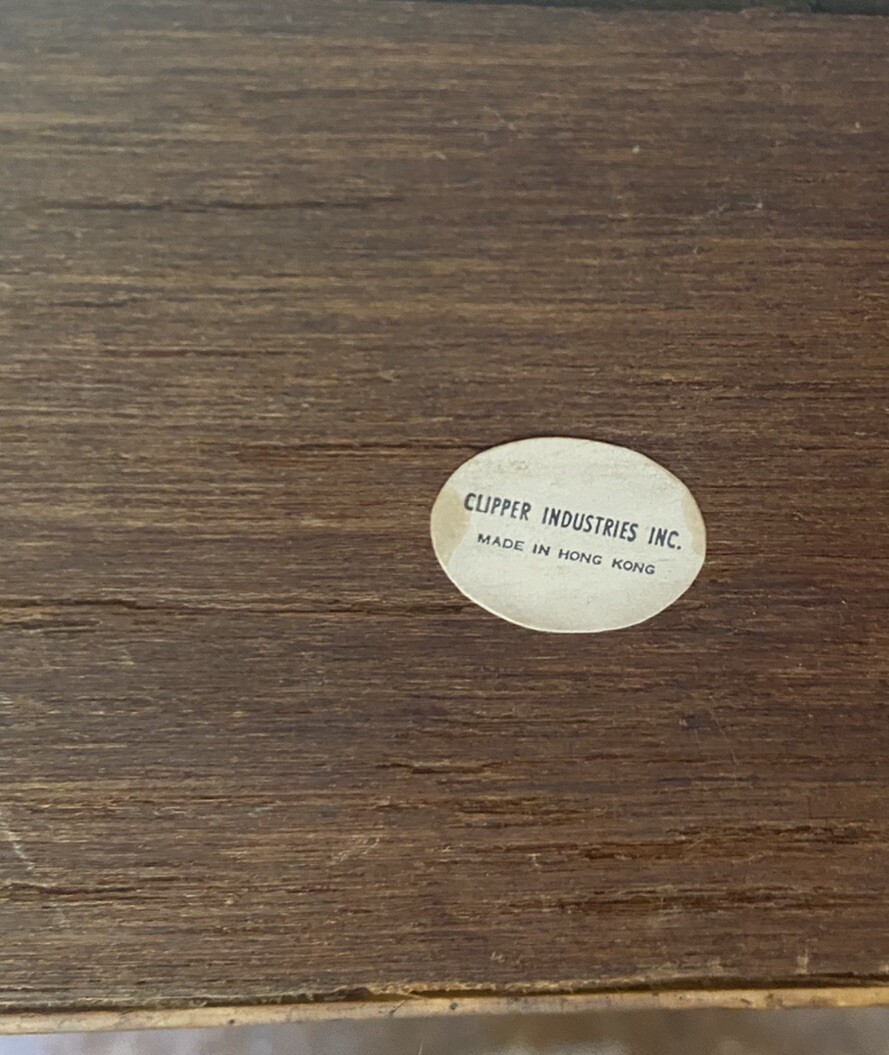 CLIPPER INDUSTRIES INC.
MADE IN HONG KONG